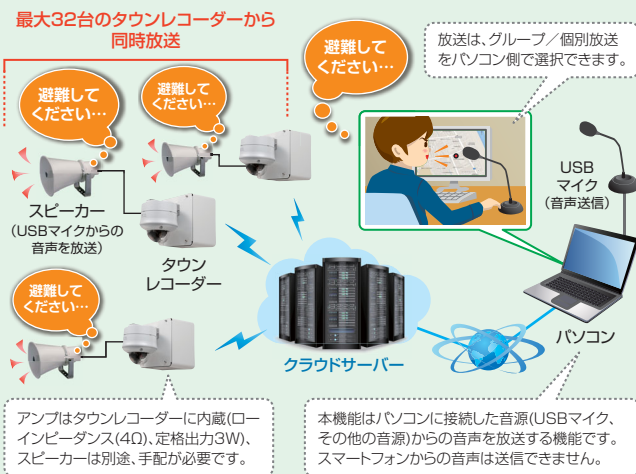 最大32台のタウンレコーダーから
同時放送
避難して
ください…
放送は、グループ／個別放送
をパソコン側で選択できます。
避難して
ください…
避難して
ください…
USB
マイク
（音声送信）
スピーカー
（USBマイクからの
音声を放送）
タウン
レコーダー
避難して
ください…
クラウドサーバー
パソコン
アンプはタウンレコーダーに内蔵(ロー
インピーダンス(4Ω)、定格出力3W)、
スピーカーは別途、手配が必要です。
本機能はパソコンに接続した音源(USBマイク、
その他の音源)からの音声を放送する機能です。
スマートフォンからの音声は送信できません。